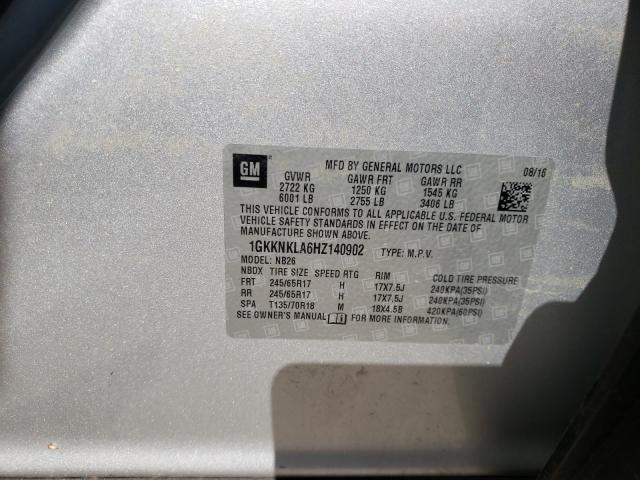 GM
MFD BY GENERAL MOTORS LLC 08/16
GVWR GAWR FRT GAWR RR
2722 KG 1250 KG 1545 KG
6001 LB 2755 LB 3406 LB
THIS VEHICLE CONFORMS TO ALL APPLICABLE U.S. FEDERAL MOTOR
VEHICLE SAFETY STANDARDS IN EFFECT ON THE DATE OF
MANUFACTURE SHOWN ABOVE.
1GKKNKLA6HZ140902 TYPE: M.P.V.
MODEL: NB26
NBDX TIRE SIZE SPEED RTG RIM COLD TIRE PRESSURE
FRT 245/65R17 H 17X7.5J 240KPA(35PSI)
RR 245/65R17 H 17X7.5J 240KPA(35PSI)
SPA T135/70R18 M 18X4.5B 420KPA(60PSI)
SEE OWNER'S MANUAL FOR MORE INFORMATION.